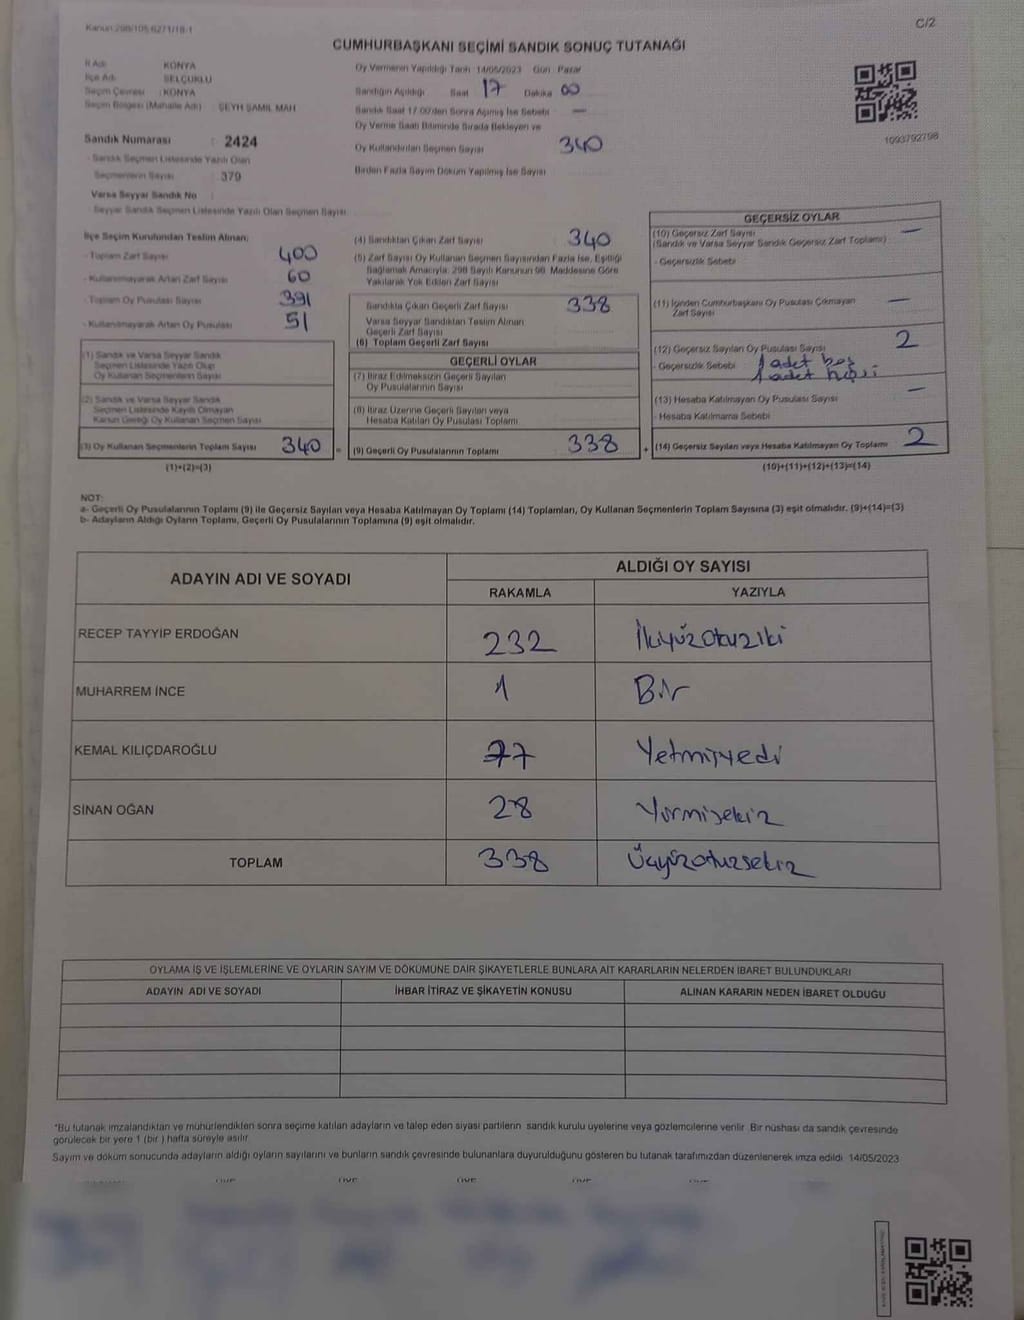 Kanun:298/105,6271/18-1
C/2
CUMHURBAŞKANI SEÇİMİ SANDIK SONUÇ TUTANAĞI
İl Adı : KONYA
İlçe Adı : SELÇUKLU
Seçim Çevresi : KONYA
Seçim Bölgesi (Mahalle Adı) : ŞEYH ŞAMİL MAH
Sandık Numarası : 2424
- Sandık Seçmen Listesinde Yazılı Olan
Seçmenlerin Sayısı : 379
Varsa Seyyar Sandık No
- Seyyar Sandık Seçmen Listesinde Yazılı Olan Seçmen Sayısı
Oy Vermenin Yapıldığı Tarih 14/05/2023 Gün Pazar
Sandığın Açıldığı Saat 17 Dakika 00
Sandık Saat 17.00'den Sonra Açılmış İse Sebebi —
Oy Verme Saati Bitiminde Sırada Bekleyen ve
Oy Kullandırılan Seçmen Sayısı 340
Birden Fazla Sayım Döküm Yapılmış İse Sayısı
1093792798
İlçe Seçim Kurulundan Teslim Alınan;
- Toplam Zarf Sayısı 400
- Kullanılmayarak Artan Zarf Sayısı 60
- Toplam Oy Pusulası Sayısı 391
- Kullanılmayarak Artan Oy Pusulası 51
(1) Sandık ve Varsa Seyyar Sandık
Seçmen Listesinde Yazılı Olup
Oy Kullanan Seçmenlerin Sayısı
(2) Sandık ve Varsa Seyyar Sandık
Seçmen Listesinde Kayıtlı Olmayan
Kanun Gereği Oy Kullanan Seçmen Sayısı
(3) Oy Kullanan Seçmenlerin Toplam Sayısı 340 =
(1)+(2)=(3)
(4) Sandıktan Çıkan Zarf Sayısı 340
(5) Zarf Sayısı Oy Kullanan Seçmen Sayısından Fazla İse, Eşitliği
Sağlamak Amacıyla, 298 Sayılı Kanunun 98. Maddesine Göre
Yakılarak Yok Edilen Zarf Sayısı
Sandıkta Çıkan Geçerli Zarf Sayısı 338
Varsa Seyyar Sandıktan Teslim Alınan
Geçerli Zarf Sayısı
(6) Toplam Geçerli Zarf Sayısı
GEÇERLİ OYLAR
(7) İtiraz Edilmeksizin Geçerli Sayılan
Oy Pusulalarının Sayısı
(8) İtiraz Üzerine Geçerli Sayılan veya
Hesaba Katılan Oy Pusulası Toplamı
(9) Geçerli Oy Pusulalarının Toplamı 338 +
GEÇERSİZ OYLAR
(10) Geçersiz Zarf Sayısı —
(Sandık ve Varsa Seyyar Sandık Geçersiz Zarf Toplamı)
- Geçersizlik Sebebi
(11) İçinden Cumhurbaşkanı Oy Pusulası Çıkmayan —
Zarf Sayısı
(12) Geçersiz Sayılan Oy Pusulası Sayısı 2
- Geçersizlik Sebebi 1 adet boş
1 adet
(13) Hesaba Katılmayan Oy Pusulası Sayısı —
- Hesaba Katılmama Sebebi
(14) Geçersiz Sayılan veya Hesaba Katılmayan Oy Toplamı 2
(10)+(11)+(12)+(13)=(14)
NOT:
a- Geçerli Oy Pusulalarının Toplamı (9) ile Geçersiz Sayılan veya Hesaba Katılmayan Oy Toplamı (14) Toplamları, Oy Kullanan Seçmenlerin Toplam Sayısına (3) eşit olmalıdır. (9)+(14)=(3)
b- Adayların Aldığı Oyların Toplamı, Geçerli Oy Pusulalarının Toplamına (9) eşit olmalıdır.
ADAYIN ADI VE SOYADI ALDIĞI OY SAYISI
RAKAMLA YAZIYLA
RECEP TAYYİP ERDOĞAN 232 İkiyüzotuziki
MUHARREM İNCE 1 Bir
KEMAL KILIÇDAROĞLU 77 Yetmişyedi
SİNAN OĞAN 28 Yirmisekiz
TOPLAM 338 Üçyüzotuzsekiz
OYLAMA İŞ VE İŞLEMLERİNE VE OYLARIN SAYIM VE DÖKÜMÜNE DAİR ŞİKAYETLERLE BUNLARA AİT KARARLARIN NELERDEN İBARET BULUNDUKLARI
ADAYIN ADI VE SOYADI İHBAR İTİRAZ VE ŞİKAYETİN KONUSU ALINAN KARARIN NEDEN İBARET OLDUĞU
*Bu tutanak imzalandıktan ve mühürlendikten sonra seçime katılan adayların ve talep eden siyasi partilerin sandık kurulu üyelerine veya gözlemcilerine verilir. Bir nüshası da sandık çevresinde
görülecek bir yere 1 (bir ) hafta süreyle asılır.
Sayım ve döküm sonucunda adayların aldığı oyların sayılarını ve bunların sandık çevresinde bulunanlara duyurulduğunu gösteren bu tutanak tarafımızdan düzenlenerek imza edildi. 14/05/2023